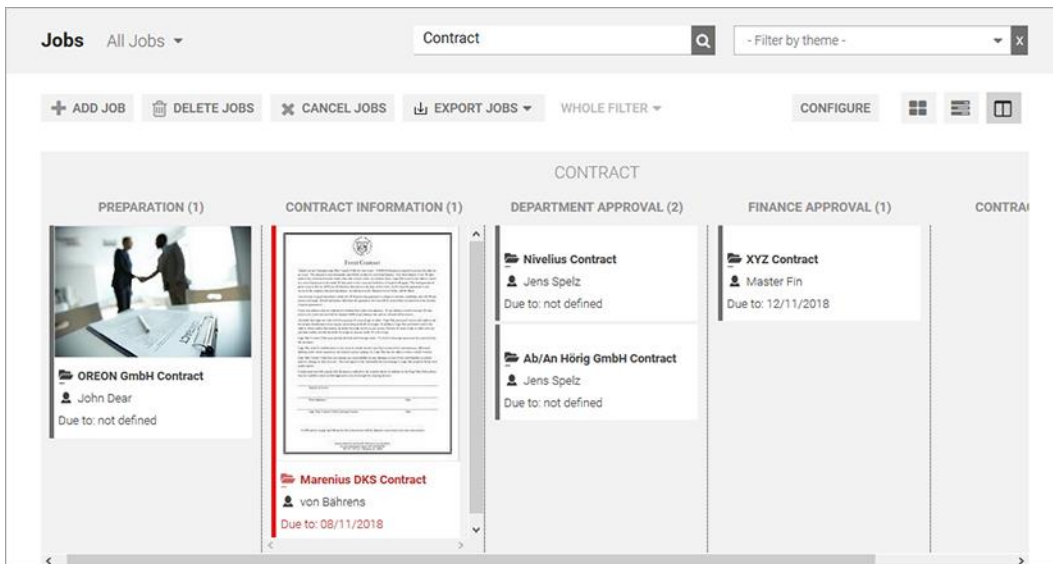 Jobs All Jobs
Contract
- Filter by theme -
X
ADD JOB
DELETE JOBS
CANCEL JOBS
EXPORT JOBS
WHOLE FILTER
CONFIGURE
CONTRACT
PREPARATION (1)
CONTRACT INFORMATION (1)
DEPARTMENT APPROVAL (2)
FINANCE APPROVAL (1)
CONTRA
OREON GmbH Contract
John Dear
Due to: not defined
Marenius DKS Contract
von Bährens
Due to: 08/11/2018
Nivelius Contract
Jens Spelz
Due to: not defined
Ab/An Hörig GmbH Contract
Jens Spelz
Due to: not defined
XYZ Contract
Master Fin
Due to: 12/11/2018